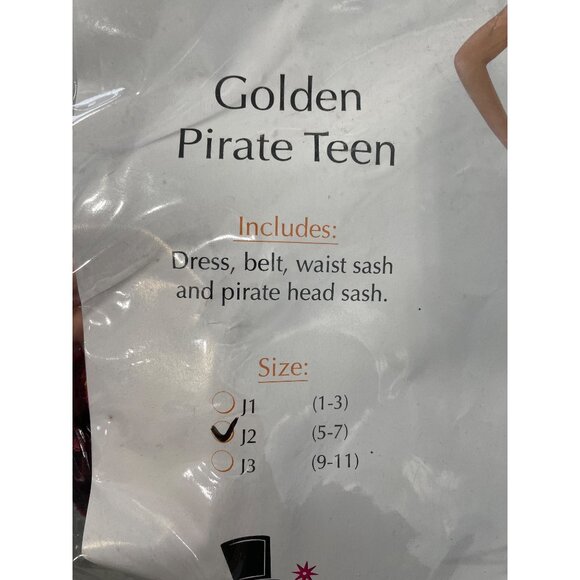 Golden
Pirate Teen
Includes:
Dress, belt, waist sash
and pirate head sash.
Size:
J1 (1-3)
J2 (5-7)
J3 (9-11)